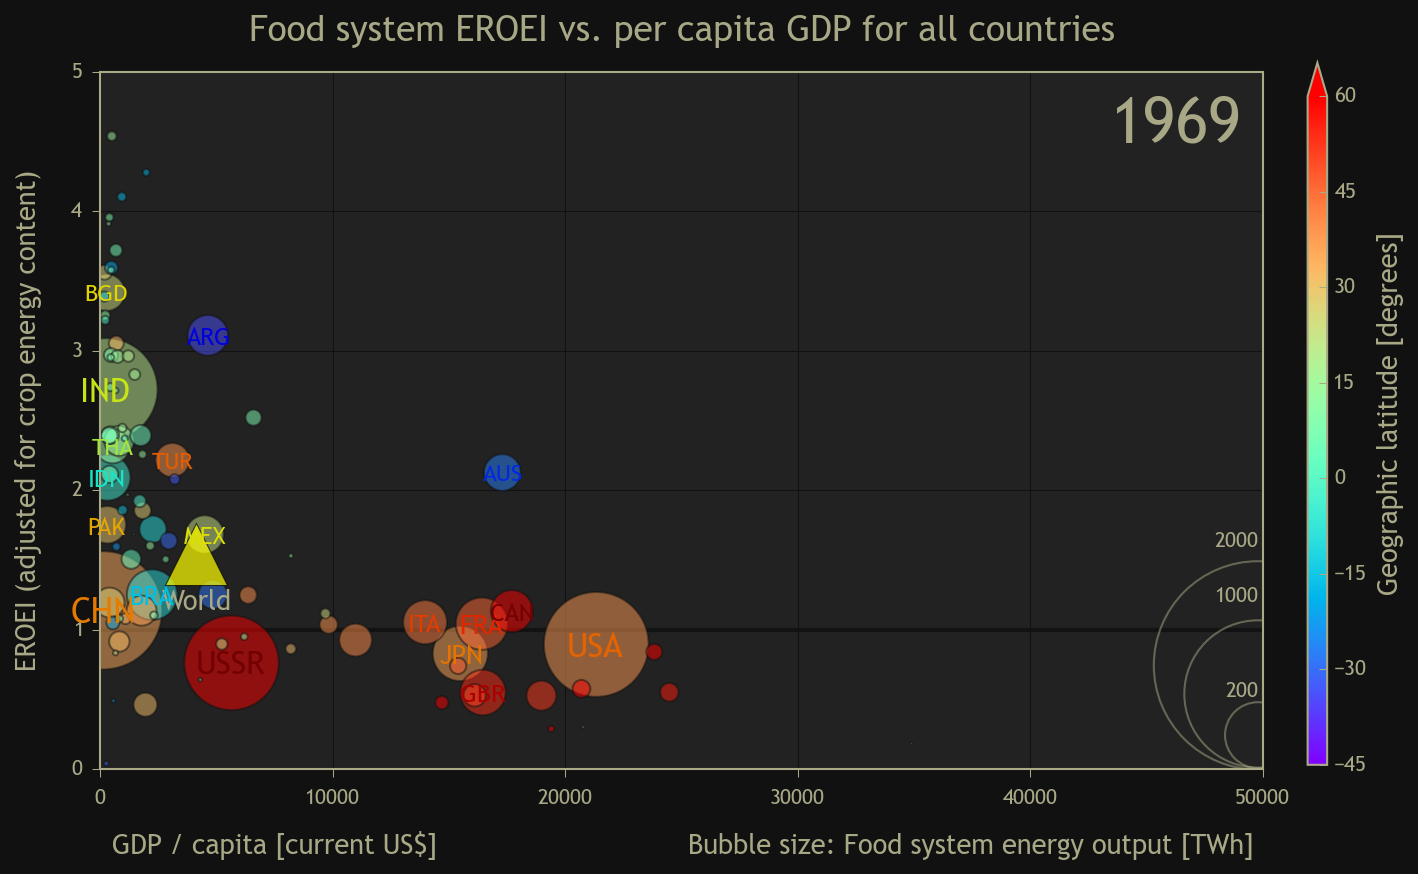 Food system EROEI vs. per capita GDP for all countries
1969
EROEI (adjusted for crop energy content)
5
4
3
2
1
0
0
10000
20000
30000
40000
50000
GDP / capita [current US$]
Bubble size: Food system energy output [TWh]
BGD
ARG
IND
THA
TUR
IDN
AUS
PAK
MEX
BRA
World
CHN
ITA
FRA
CAN
USA
JPN
USSR
GBR
2000
1000
200
60
45
30
15
0
−15
−30
−45
Geographic latitude [degrees]